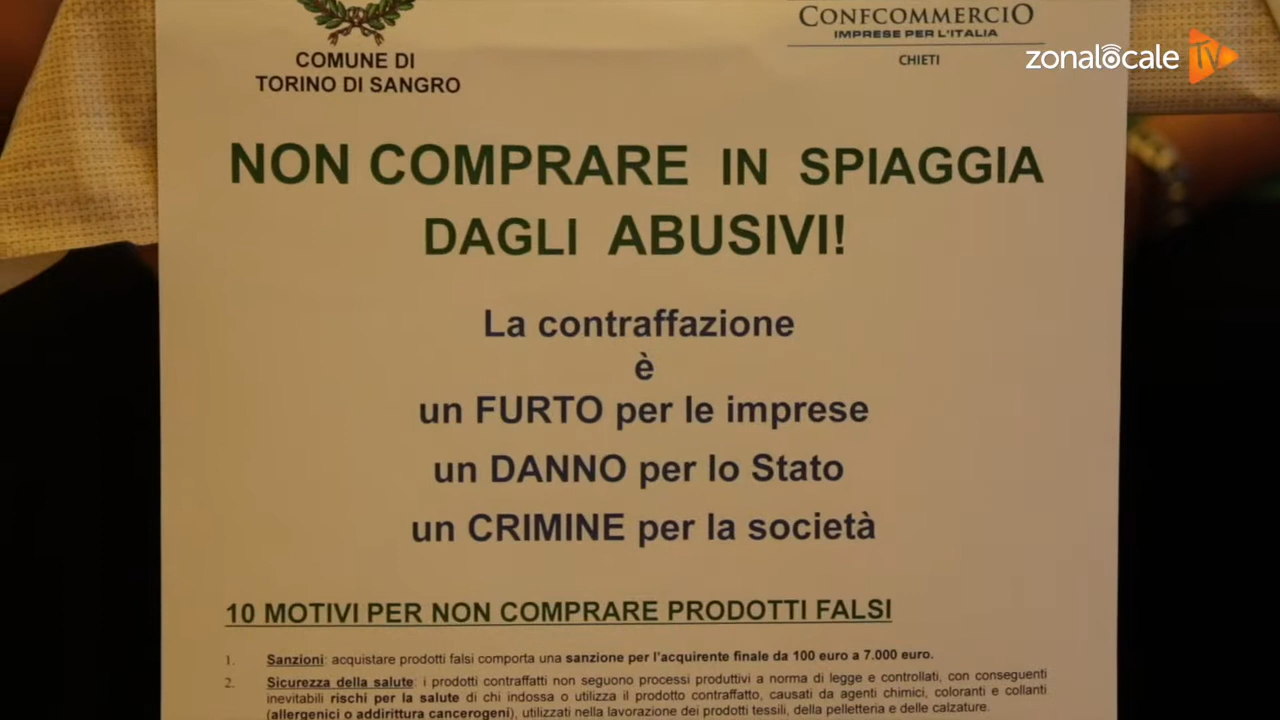 CONFCOMMERCIO
IMPRESE PER L'ITALIA
CHIETI
zonalocale TV
COMUNE DI
TORINO DI SANGRO
NON COMPRARE IN SPIAGGIA
DAGLI ABUSIVI!
La contraffazione
è
un FURTO per le imprese
un DANNO per lo Stato
un CRIMINE per la società
10 MOTIVI PER NON COMPRARE PRODOTTI FALSI
1. Sanzioni: acquistare prodotti falsi comporta una sanzione per l'acquirente finale da 100 euro a 7.000 euro.
2. Sicurezza della salute: i prodotti contraffatti non seguono processi produttivi a norma di legge e controllati, con conseguenti
inevitabili rischi per la salute di chi indossa o utilizza il prodotto contraffatto, causati da agenti chimici, coloranti e collanti
(allergenici o addirittura cancerogeni), utilizzati nella lavorazione dei prodotti tessili, della pelletteria e delle calzature.